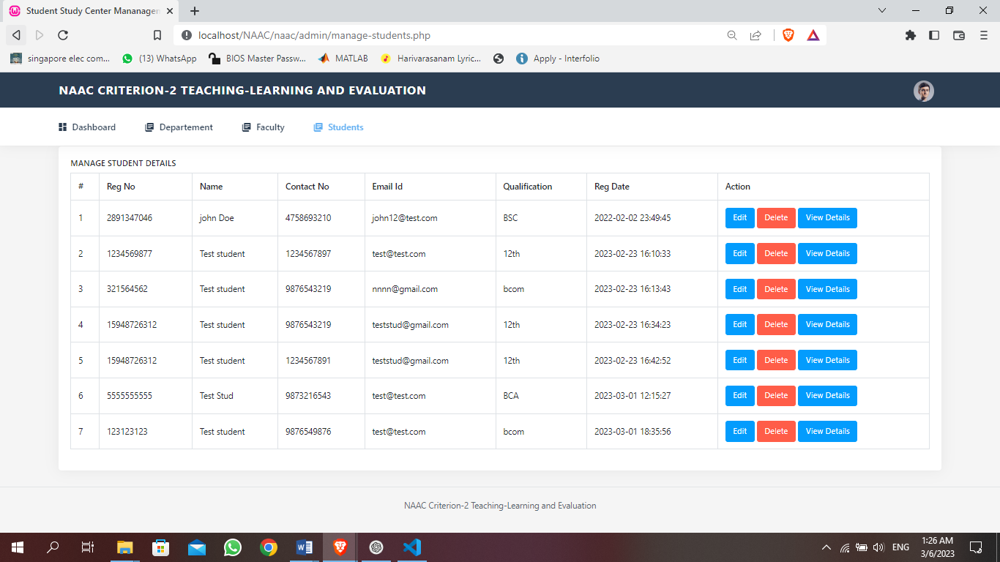 Student Study Center Mananagem
localhost/NAAC/naac/admin/manage-students.php
singapore elec com... (13) WhatsApp BIOS Master Passw... MATLAB Harivarasanam Lyric... Apply - Interfolio
NAAC CRITERION-2 TEACHING-LEARNING AND EVALUATION
Dashboard Departement Faculty Students
MANAGE STUDENT DETAILS
# Reg No Name Contact No Email Id Qualification Reg Date Action
1 2891347046 john Doe 4758693210 john12@test.com BSC 2022-02-02 23:49:45 Edit Delete View Details
2 1234569877 Test student 1234567897 test@test.com 12th 2023-02-23 16:10:33 Edit Delete View Details
3 321564562 Test student 9876543219 nnnn@gmail.com bcom 2023-02-23 16:13:43 Edit Delete View Details
4 15948726312 Test student 9876543219 teststud@gmail.com 12th 2023-02-23 16:34:23 Edit Delete View Details
5 15948726312 Test student 1234567891 teststud@gmail.com 12th 2023-02-23 16:42:52 Edit Delete View Details
6 5555555555 Test Stud 9873216543 test@test.com BCA 2023-03-01 12:15:27 Edit Delete View Details
7 123123123 Test student 9876549876 test@test.com bcom 2023-03-01 18:35:56 Edit Delete View Details
NAAC Criterion-2 Teaching-Learning and Evaluation
ENG 1:26 AM
3/6/2023